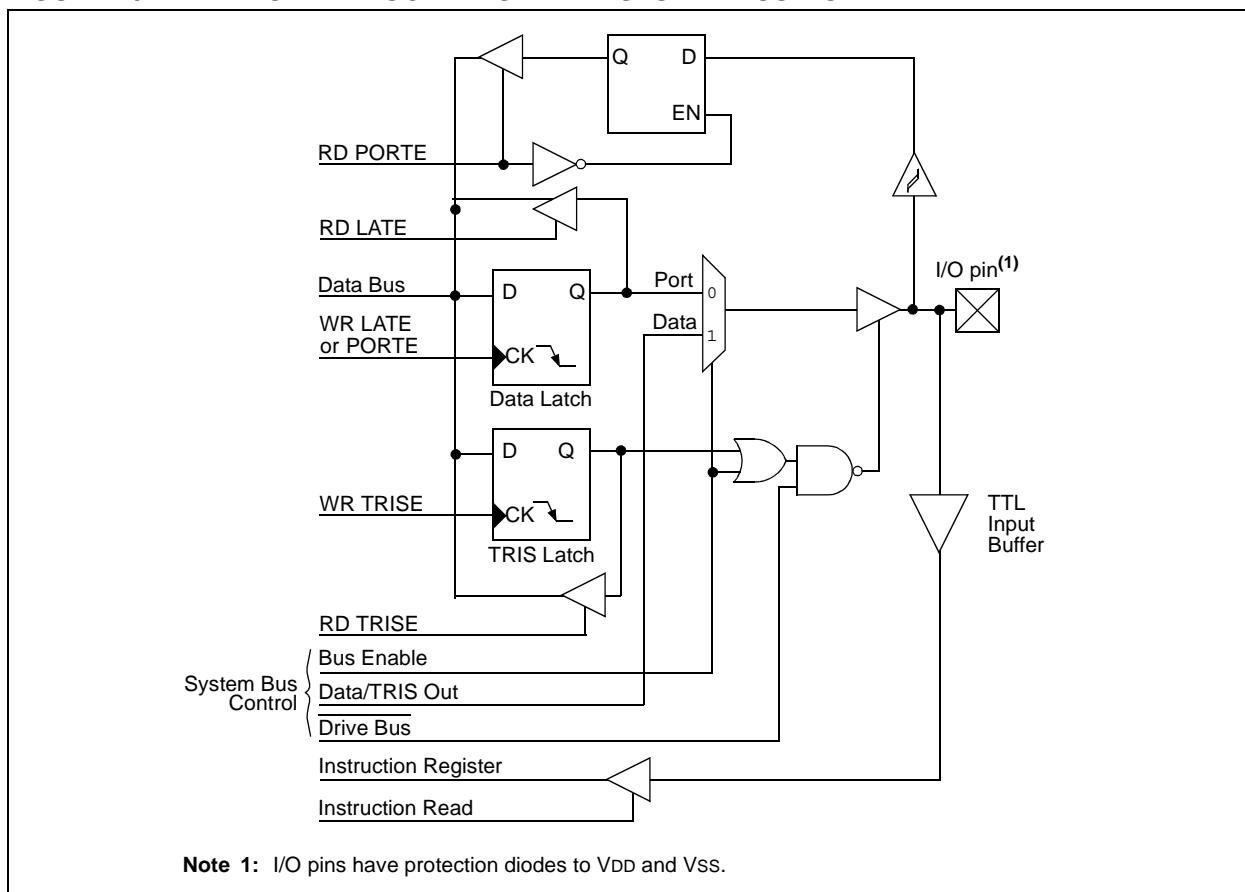 Q D
EN
RD PORTE
RD LATE
I/O pin(1)
Data Bus
D Q
Port
0
WR LATE
or PORTE
Data
1
CK
Data Latch
D Q
WR TRISE
CK
TRIS Latch
TTL
Input
Buffer
RD TRISE
System Bus
Control
Bus Enable
Data/TRIS Out
Drive Bus
Instruction Register
Instruction Read
Note 1: I/O pins have protection diodes to VDD and VSS.